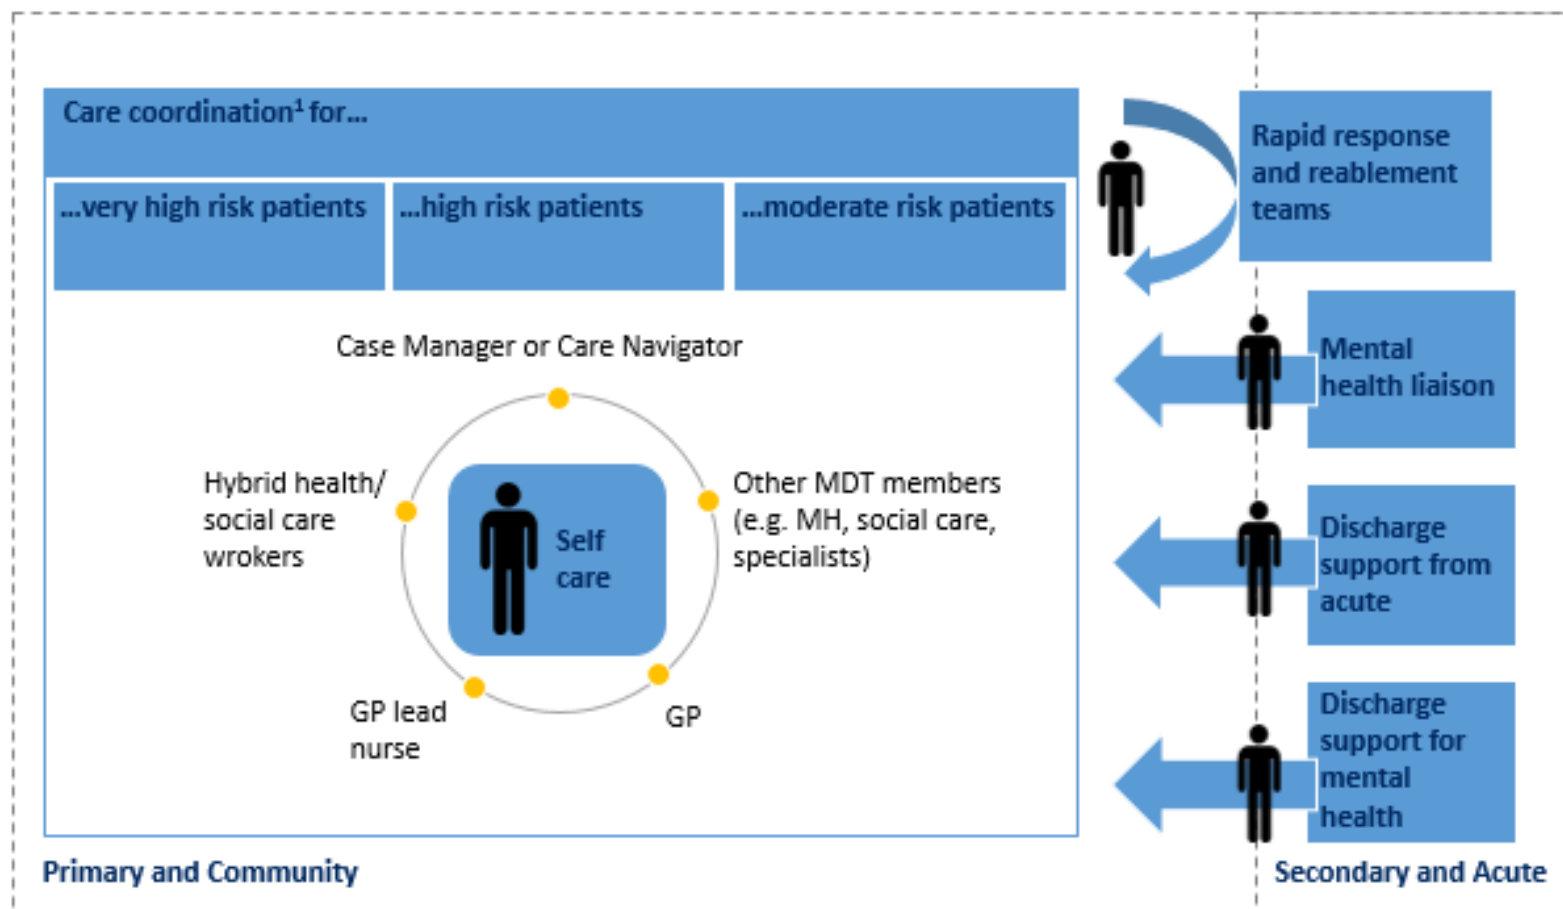 Care coordination¹ for...
...very high risk patients
...high risk patients
...moderate risk patients
Case Manager or Care Navigator
Hybrid health/
social care
wrokers
Self
care
Other MDT members
(e.g. MH, social care,
specialists)
GP lead
nurse
GP
Rapid response
and reablement
teams
Mental
health liaison
Discharge
support from
acute
Discharge
support for
mental
health
Primary and Community
Secondary and Acute